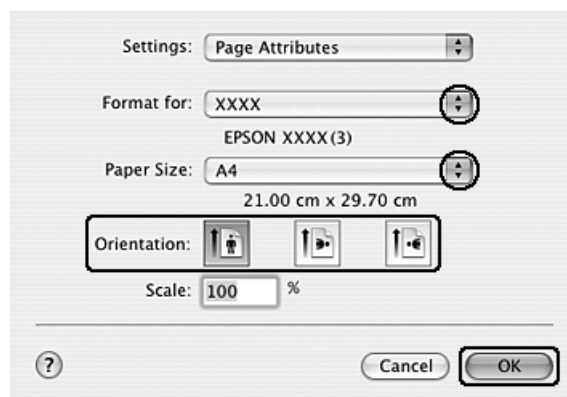 Settings: Page Attributes
Format for: XXXX
EPSON XXXX(3)
Paper Size: A4
21.00 cm x 29.70 cm
Orientation:
Scale: 100 %
? Cancel OK